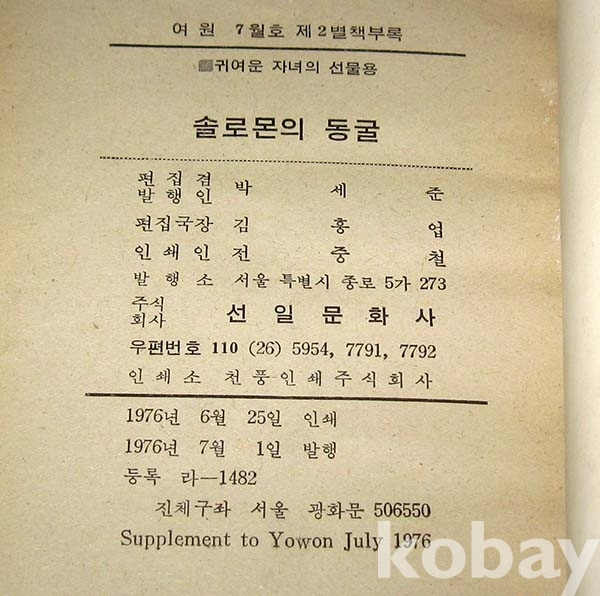 여원 7월호 제2별책부록
▩귀여운 자녀의 선물용
솔로몬의 동굴
편집겸
발행인 박세준
편집국장 김흥업
인쇄인 전중철
발행소 서울 특별시 종로 5가 273
주식
회사 선일문화사
우편번호 110 (26) 5954, 7791, 7792
인쇄소 천풍인쇄주식회사
1976년 6월 25일 인쇄
1976년 7월 1일 발행
등록 라—1482
진체구좌 서울 광화문 506550
Supplement to Yowon July 1976
kobay